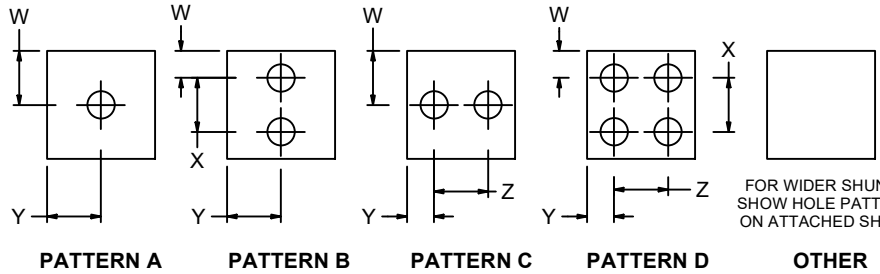 W W W W X
X
Y Y Y Z Y Z
FOR WIDER SHUN
SHOW HOLE PATT
ON ATTACHED SH
PATTERN A PATTERN B PATTERN C PATTERN D OTHER